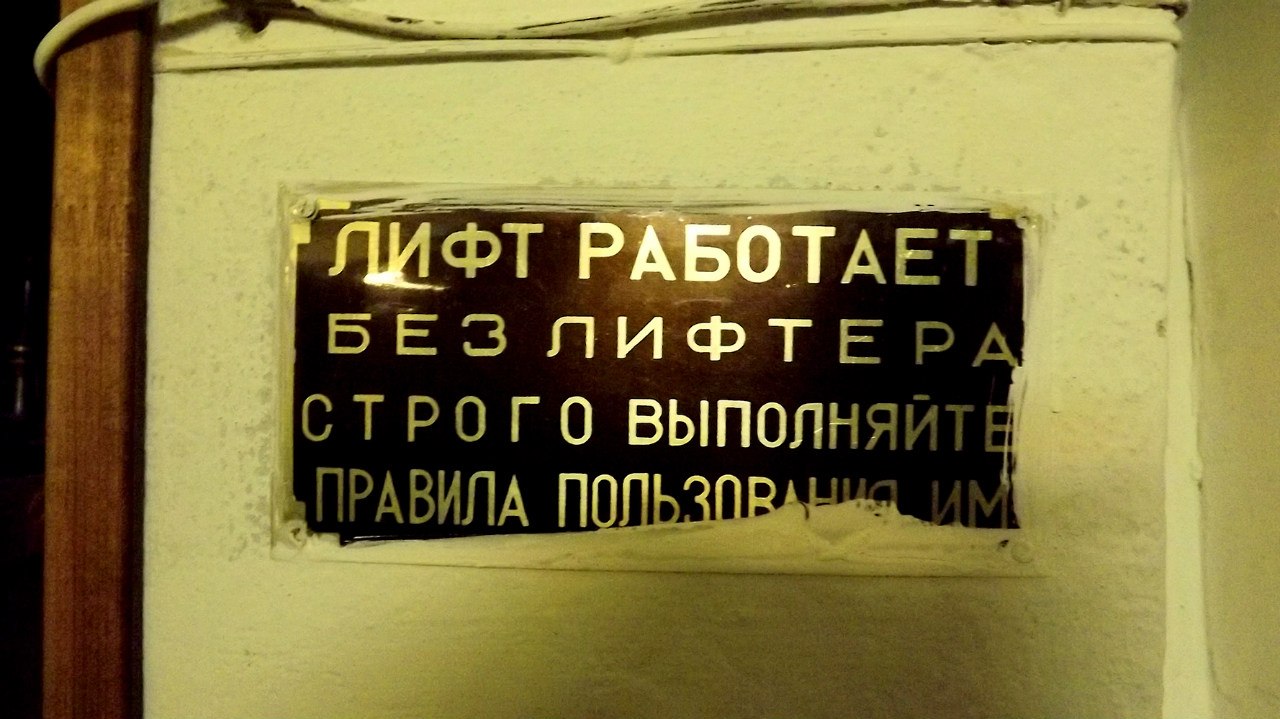 ЛИФТ РАБОТАЕТ
БЕЗ ЛИФТЕРА
СТРОГО ВЫПОЛНЯЙТЕ
ПРАВИЛА ПОЛЬЗОВАНИЯ ИМ